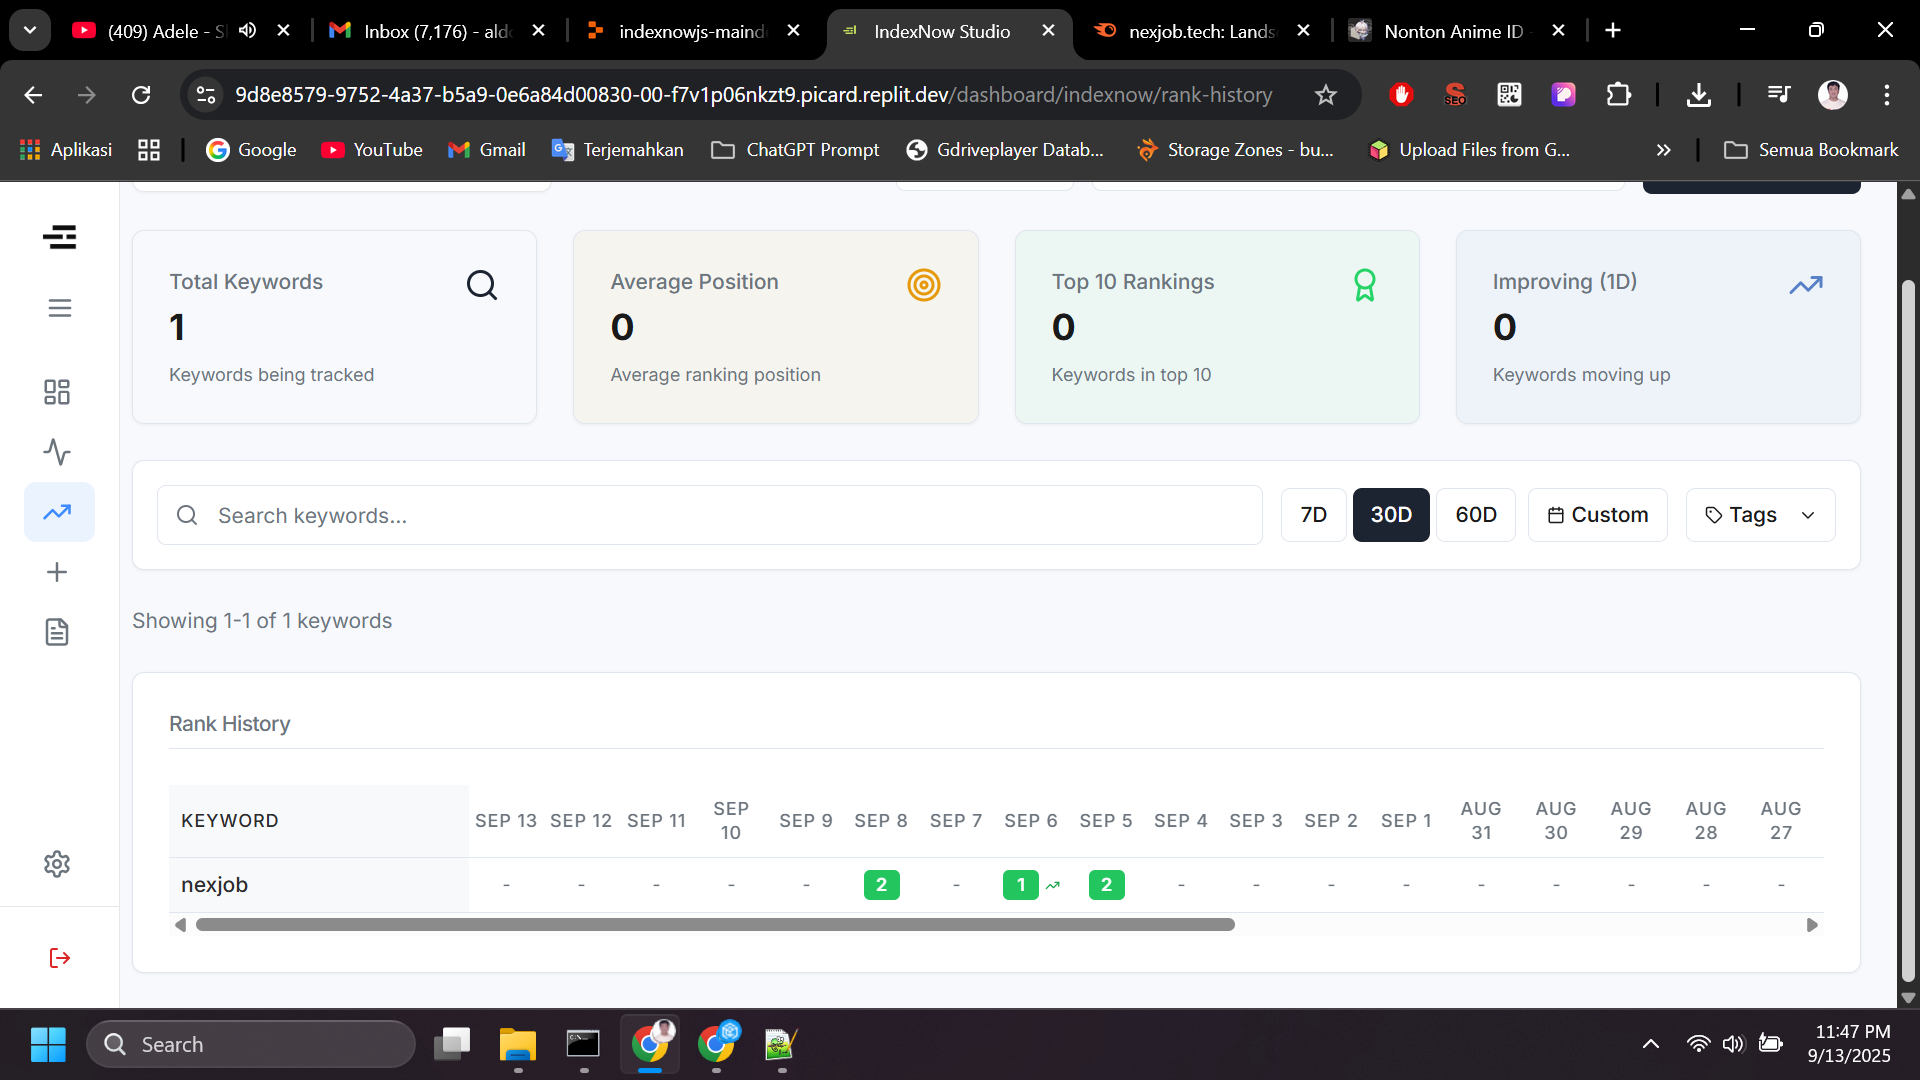 (409) Adele - S
Inbox (7,176) - aldo
indexnowjs-maind
IndexNow Studio
nexjob.tech: Lands
Nonton Anime ID
9d8e8579-9752-4a37-b5a9-0e6a84d00830-00-f7v1p06nkzt9.picard.replit.dev/dashboard/indexnow/rank-history
SEO
Aplikasi
Google
YouTube
Gmail
Terjemahkan
ChatGPT Prompt
Gdriveplayer Datab...
Storage Zones - bu...
Upload Files from G...
Semua Bookmark
Total Keywords
1
Keywords being tracked
Average Position
0
Average ranking position
Top 10 Rankings
0
Keywords in top 10
Improving (1D)
0
Keywords moving up
Search keywords...
7D
30D
60D
Custom
Tags
Showing 1-1 of 1 keywords
Rank History
KEYWORD SEP 13 SEP 12 SEP 11 SEP 10 SEP 9 SEP 8 SEP 7 SEP 6 SEP 5 SEP 4 SEP 3 SEP 2 SEP 1 AUG 31 AUG 30 AUG 29 AUG 28 AUG 27
nexjob - - - - - 2 - 1 2 - - - - - - - - -
Search
11:47 PM
9/13/2025